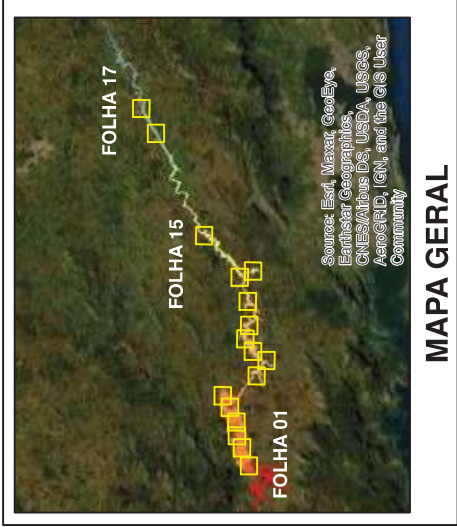 FOLHA 17
FOLHA 15
FOLHA 01
Source: Esri, Maxar, GeoEye,
Earthstar Geographics,
CNES/Airbus DS, USDA, USGS,
AeroGRID, IGN, and the GIS User
Community
MAPA GERAL